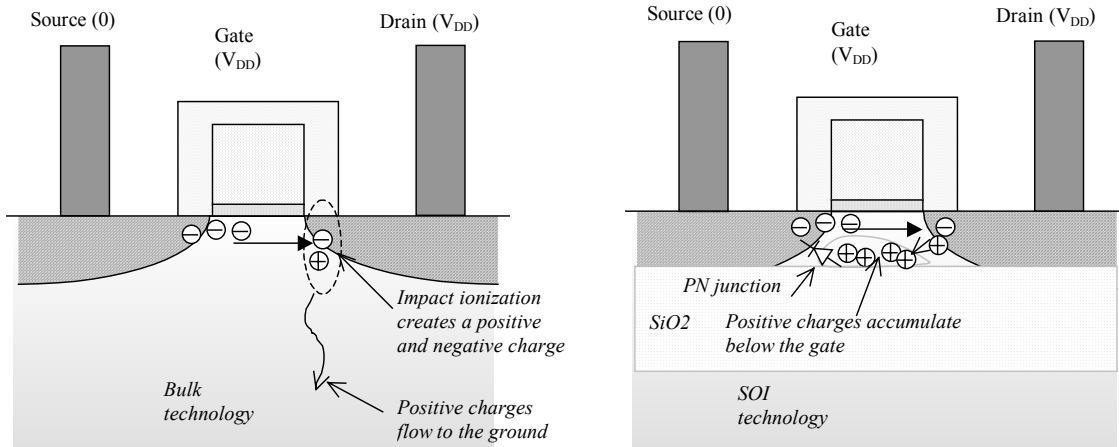 Source (0)
Gate
(VDD)
Drain (VDD)
Impact ionization
creates a positive
and negative charge
Bulk
technology
Positive charges
flow to the ground
Source (0)
Gate
(VDD)
Drain (VDD)
PN junction
SiO2
Positive charges accumulate
below the gate
SOI
technology